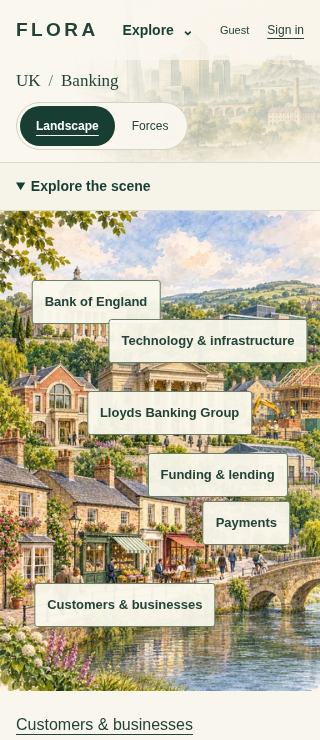 FLORA
Explore
Guest
Sign in
UK / Banking
Landscape
Forces
▼ Explore the scene
Bank of England
Technology & infrastructure
Lloyds Banking Group
Funding & lending
Payments
Customers & businesses
Customers & businesses